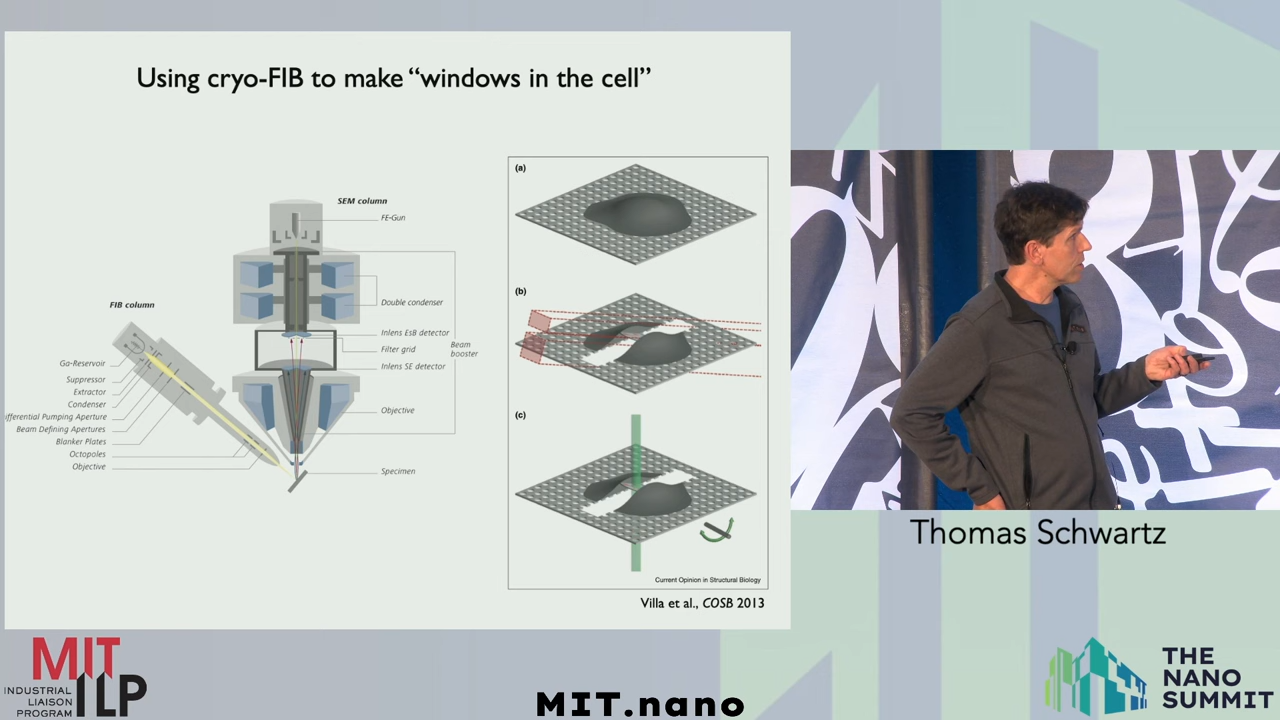 Using cryo-FIB to make “windows in the cell”
SEM column
FE-Gun
FIB column
Double condenser
Inlens EsB detector
Filter grid
Beam
booster
Inlens SE detector
Ga-Reservoir
Suppressor
Extractor
Condenser
ifferential Pumping Aperture
Beam Defining Apertures
Blanker Plates
Octopoles
Objective
Objective
Specimen
(a)
(b)
(c)
Current Opinion in Structural Biology
Villa et al., COSB 2013
Thomas Schwartz
MIT
ILP
INDUSTRIAL
LIAISON
PROGRAM
MIT.nano
THE
NANO
SUMMIT